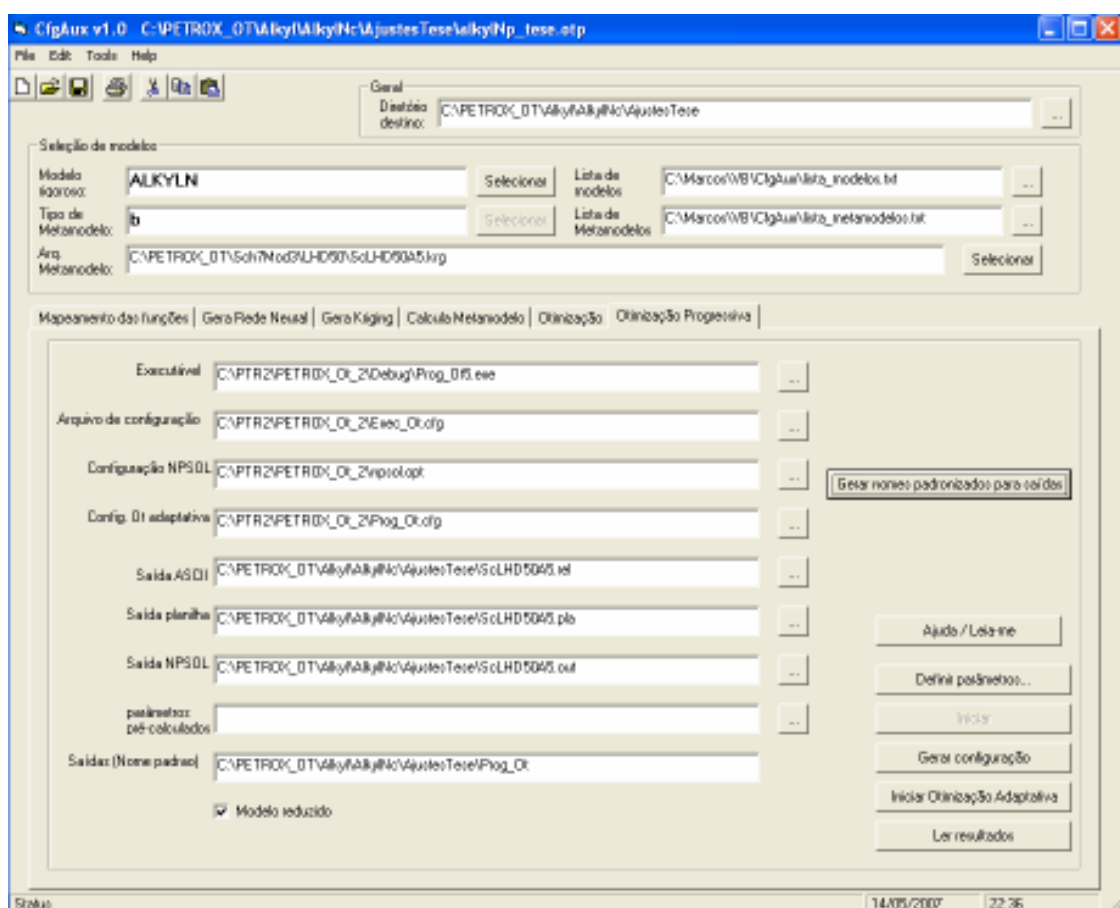 CfgAux v1.0 C:\PETROX_OT\Alkyl\AlkylNc\AjustesTese\alkylNp_tese.otp
File Edit Tools Help
Geral
Diretório destino: C:\PETROX_OT\Alkyl\AlkylNc\AjustesTese ...
Seleção de modelos
Modelo rigoroso: ALKYLN Selecionar Lista de modelos C:\Marcos\VB\CfgAux\lista_modelos.txt ...
Tipo de Metamodelo: b Selecionar Lista de Metamodelos C:\Marcos\VB\CfgAux\lista_metamodelos.txt ...
Arq. Metamodelo: C:\PETROX_OT\Sch7Mod3\LHD50\ScLHD50A5.krg Selecionar
Mapeamento das funções Gera Rede Neural Gera Kriging Calcula Metamodelo Otimização Otimização Progressiva
Executável C:\PTR2\PETROX_Ot_2\Debug\Prog_Ot5.exe ...
Arquivo de configuração C:\PTR2\PETROX_Ot_2\Exec_Ot.cfg ...
Configuração NPSOL C:\PTR2\PETROX_Ot_2\npsol.opt ...
Gerar nomes padronizados para saídas
Config. Ot adaptativa C:\PTR2\PETROX_Ot_2\Prog_Ot.cfg ...
Saída ASCII C:\PETROX_OT\Alkyl\AlkylNc\AjustesTese\ScLHD50A5.rel ...
Saída planilha C:\PETROX_OT\Alkyl\AlkylNc\AjustesTese\ScLHD50A5.pla ...
Ajuda / Leia-me
Saída NPSOL C:\PETROX_OT\Alkyl\AlkylNc\AjustesTese\ScLHD50A5.out ...
Definir parâmetros...
parâmetros pré-calculados ...
Iniciar
Saídas (Nome padrao) C:\PETROX_OT\Alkyl\AlkylNc\AjustesTese\Prog_Ot
Gerar configuração
Iniciar Otimização Adaptativa
Modelo reduzido
Ler resultados
Status 14/05/2007 22:36